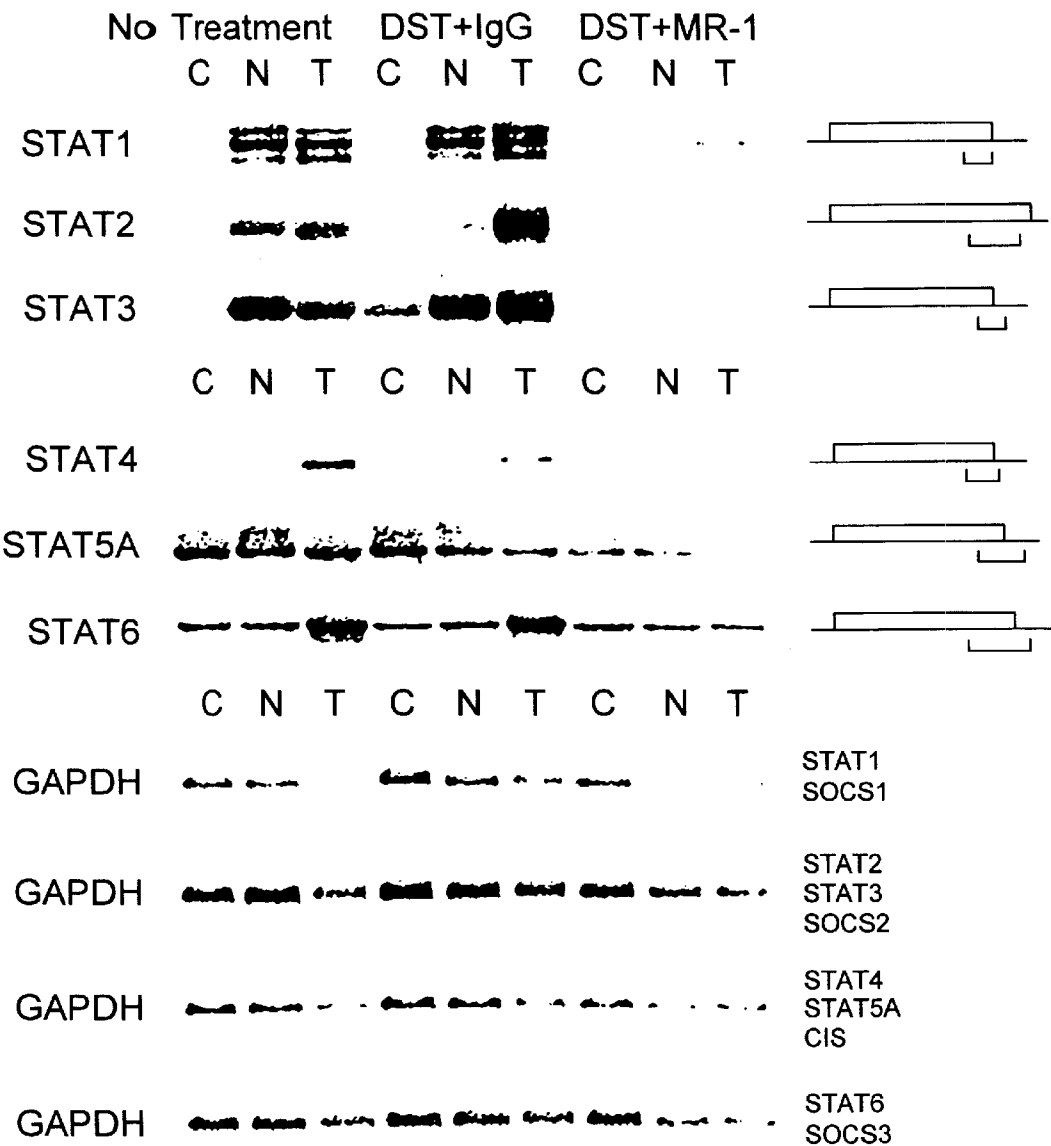 No Treatment DST+IgG DST+MR-1
C N T C N T C N T
STAT1
STAT2
STAT3
C N T C N T C N T
STAT4
STAT5A
STAT6
C N T C N T C N T
GAPDH STAT1
SOCS1
GAPDH STAT2
STAT3
SOCS2
GAPDH STAT4
STAT5A
CIS
GAPDH STAT6
SOCS3